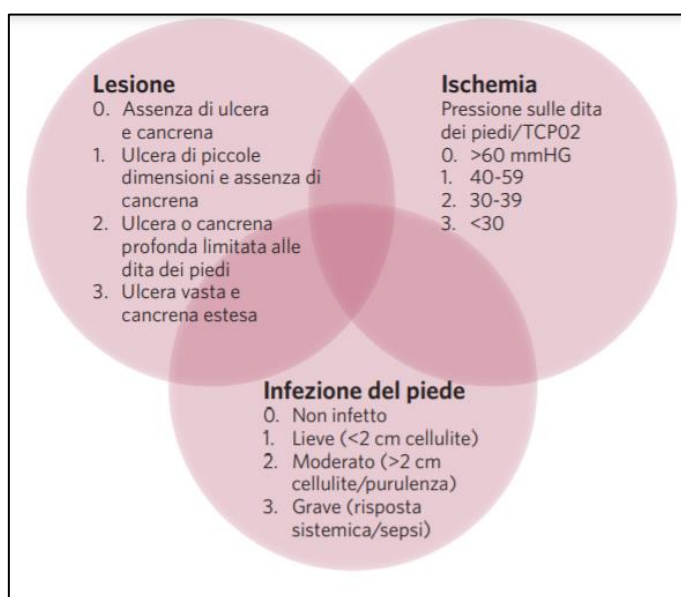 Lesione
0. Assenza di ulcera
e cancrena
1. Ulcera di piccole
dimensioni e assenza di
cancrena
2. Ulcera o cancrena
profonda limitata alle
dita dei piedi
3. Ulcera vasta e
cancrena estesa
Ischemia
Pressione sulle dita
dei piedi/TCP02
0. >60 mmHG
1. 40-59
2. 30-39
3. <30
Infezione del piede
0. Non infetto
1. Lieve (<2 cm cellulite)
2. Moderato (>2 cm
cellulite/purulenza)
3. Grave (risposta
sistemica/sepsi)